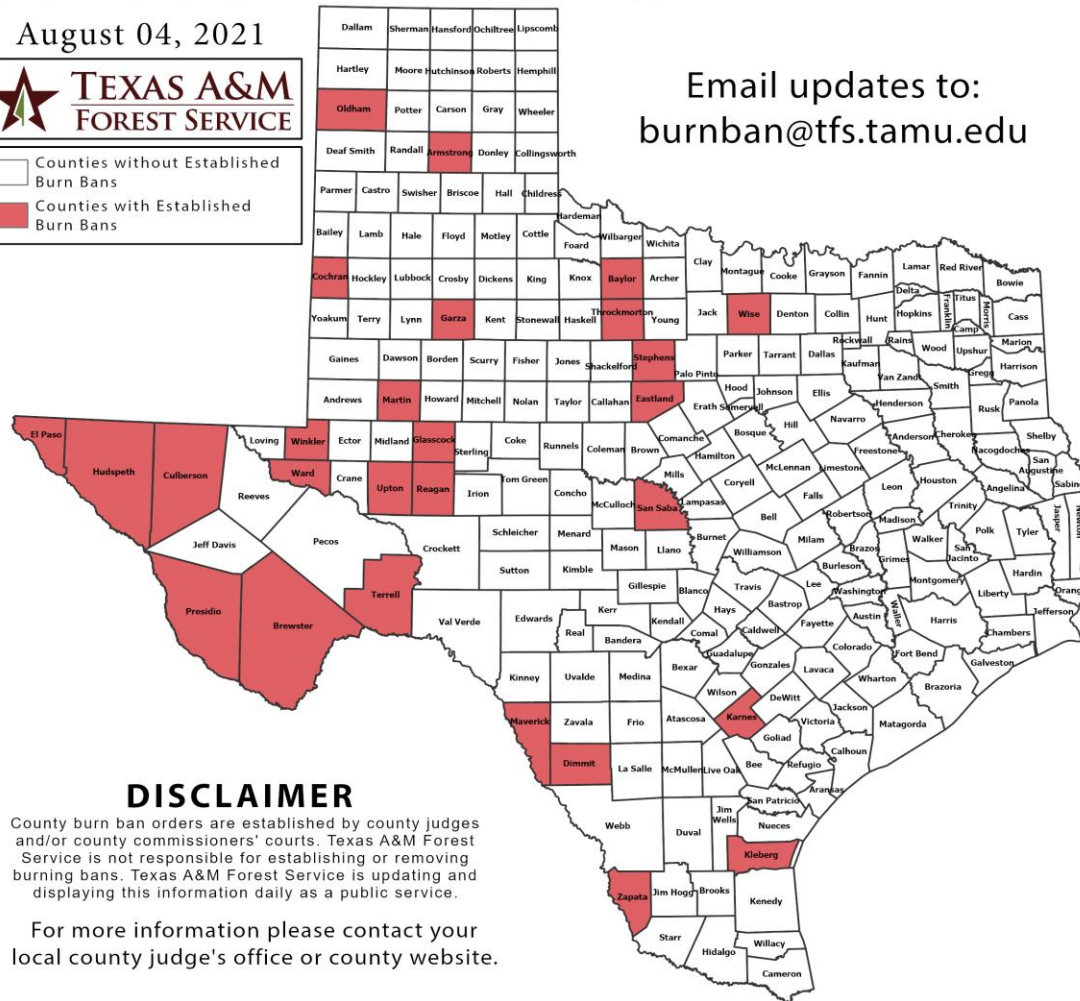 August 04, 2021
TEXAS A&M
FOREST SERVICE
Counties without Established
Burn Bans
Counties with Established
Burn Bans
Email updates to:
burnban@tfs.tamu.edu
Dallam Sherman Hansford Ochiltree Lipscomb
Hartley Moore Hutchinson Roberts Hemphill
Oldham Potter Carson Gray Wheeler
Deaf Smith Randall Armstrong Donley Collingsworth
Parmer Castro Swisher Briscoe Hall Childress
Hardeman
Bailey Lamb Hale Floyd Motley Cottle Foard Wilbarger Wichita
Clay Montague Cooke Grayson Fannin Lamar Red River Bowie
Cochran Hockley Lubbock Crosby Dickens King Knox Baylor Archer
Delta Titus Franklin Morris
Yoakum Terry Lynn Garza Kent Stonewall Haskell Throckmorton Young Jack Wise Denton Collin Hunt Hopkins Camp Cass
Rockwall Rains Wood Upshur Marion
Gaines Dawson Borden Scurry Fisher Jones Shackelford Stephens Palo Pinto Parker Tarrant Dallas Kaufman Van Zandt Gregg Harrison
Andrews Martin Howard Mitchell Nolan Taylor Callahan Eastland Erath Hood Somervell Johnson Ellis Henderson Smith Rusk Panola
El Paso Hudspeth Culberson Reeves Loving Winkler Ector Midland Glasscock Sterling Coke Runnels Coleman Brown Comanche Bosque Hill Navarro Anderson Cherokee Nacogdoches Shelby
Ward Crane Upton Reagan Irion Tom Green Concho McCulloch San Saba Mills Hamilton Coryell McLennan Limestone Freestone Leon Houston Angelina San Augustine Sabine
Jeff Davis Pecos Crockett Schleicher Menard Mason Llano Lampasas Burnet Bell Falls Robertson Madison Trinity Polk Tyler Jasper Newton
Presidio Brewster Terrell Val Verde Sutton Kimble Gillespie Blanco Williamson Milam Brazos Grimes Walker San Jacinto Hardin
Edwards Real Kerr Bandera Kendall Hays Travis Bastrop Lee Burleson Washington Montgomery Liberty Orange
Kinney Uvalde Medina Bexar Comal Guadalupe Caldwell Fayette Austin Waller Harris Chambers Jefferson
Maverick Zavala Frio Atascosa Wilson Gonzales Lavaca Colorado Wharton Fort Bend Brazoria Galveston
Dimmit La Salle McMullen Live Oak Karnes DeWitt Victoria Jackson Matagorda
Goliad Bee Refugio Calhoun Aransas
Webb Duval Jim Wells San Patricio Nueces
Kleberg
Zapata Jim Hogg Brooks Kenedy
Starr Hidalgo Willacy
Cameron
DISCLAIMER
County burn ban orders are established by county judges
and/or county commissioners' courts. Texas A&M Forest
Service is not responsible for establishing or removing
burning bans. Texas A&M Forest Service is updating and
displaying this information daily as a public service.
For more information please contact your
local county judge's office or county website.